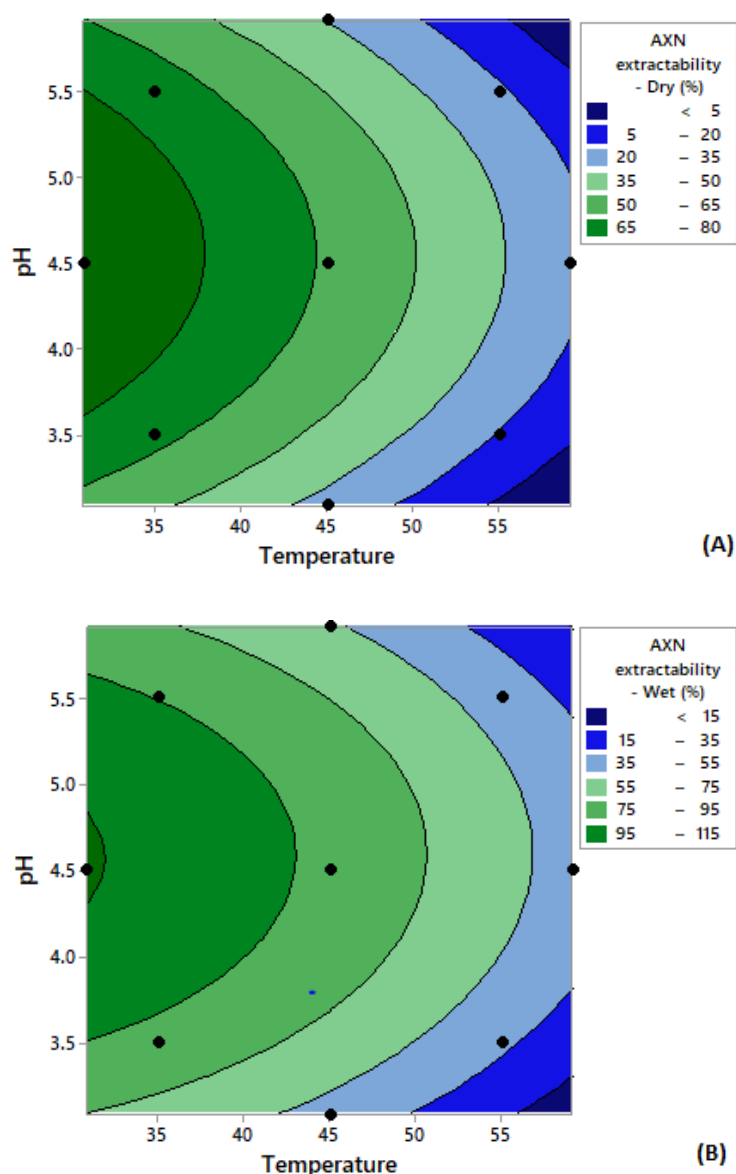 AXN
extractability
- Dry (%)
< 5
5 – 20
20 – 35
35 – 50
50 – 65
65 – 80
5.5
5.0
4.5
4.0
3.5
pH
35 40 45 50 55
Temperature
(A)
AXN
extractability
- Wet (%)
< 15
15 – 35
35 – 55
55 – 75
75 – 95
95 – 115
5.5
5.0
4.5
4.0
3.5
pH
35 40 45 50 55
Temperature
(B)